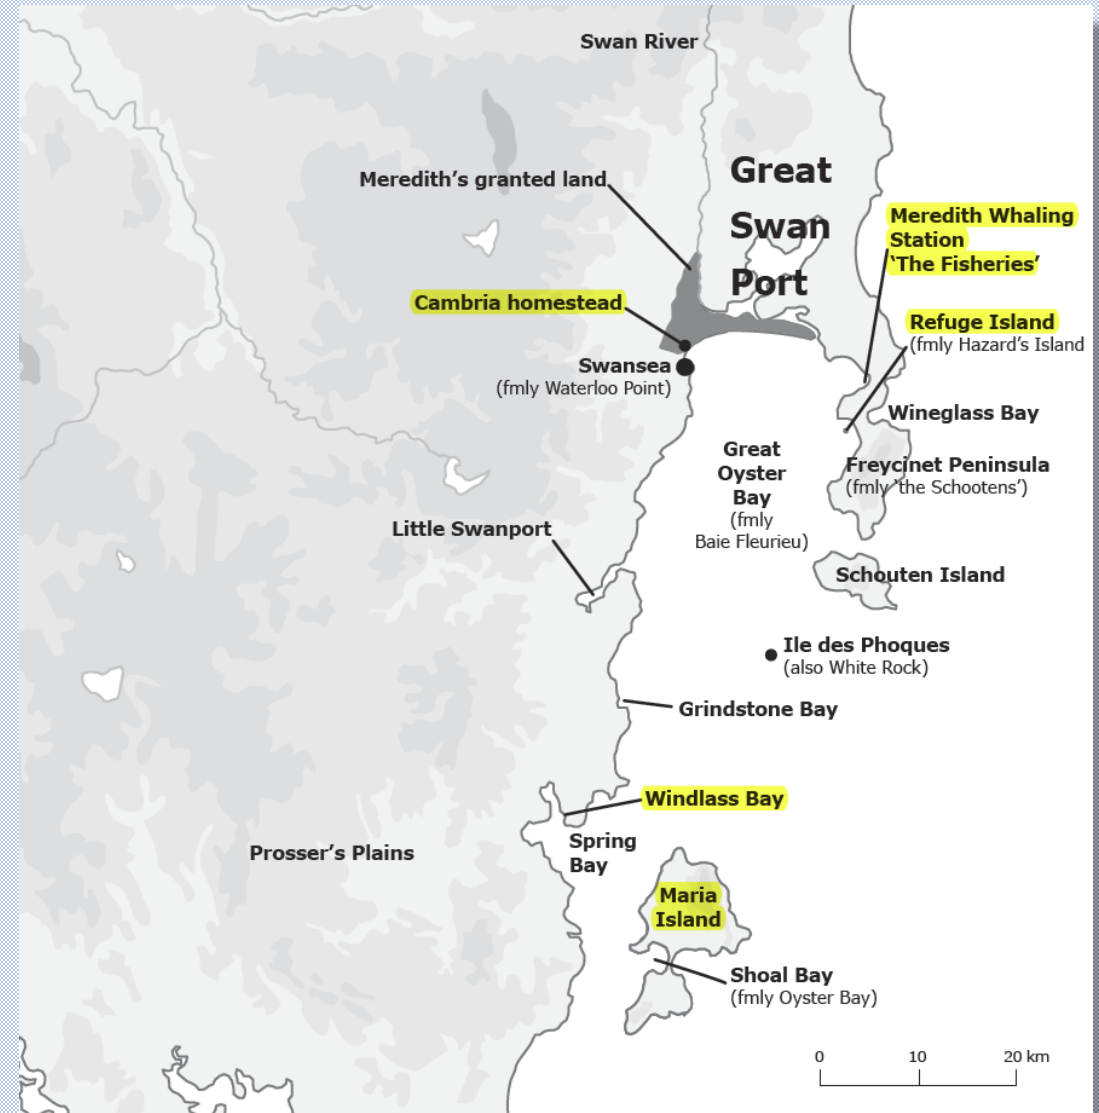 Swan River
Great
Swan
Port
Meredith’s granted land
Meredith Whaling
Station
‘The Fisheries’
Cambria homestead
Refuge Island
(fmly Hazard’s Island
Swansea
(fmly Waterloo Point)
Wineglass Bay
Great
Oyster
Bay
(fmly
Baie Fleurieu)
Freycinet Peninsula
(fmly ‘the Schootens’)
Little Swanport
Schouten Island
Ile des Phoques
(also White Rock)
Grindstone Bay
Windlass Bay
Spring
Bay
Prosser’s Plains
Maria
Island
Shoal Bay
(fmly Oyster Bay)
0 10 20 km